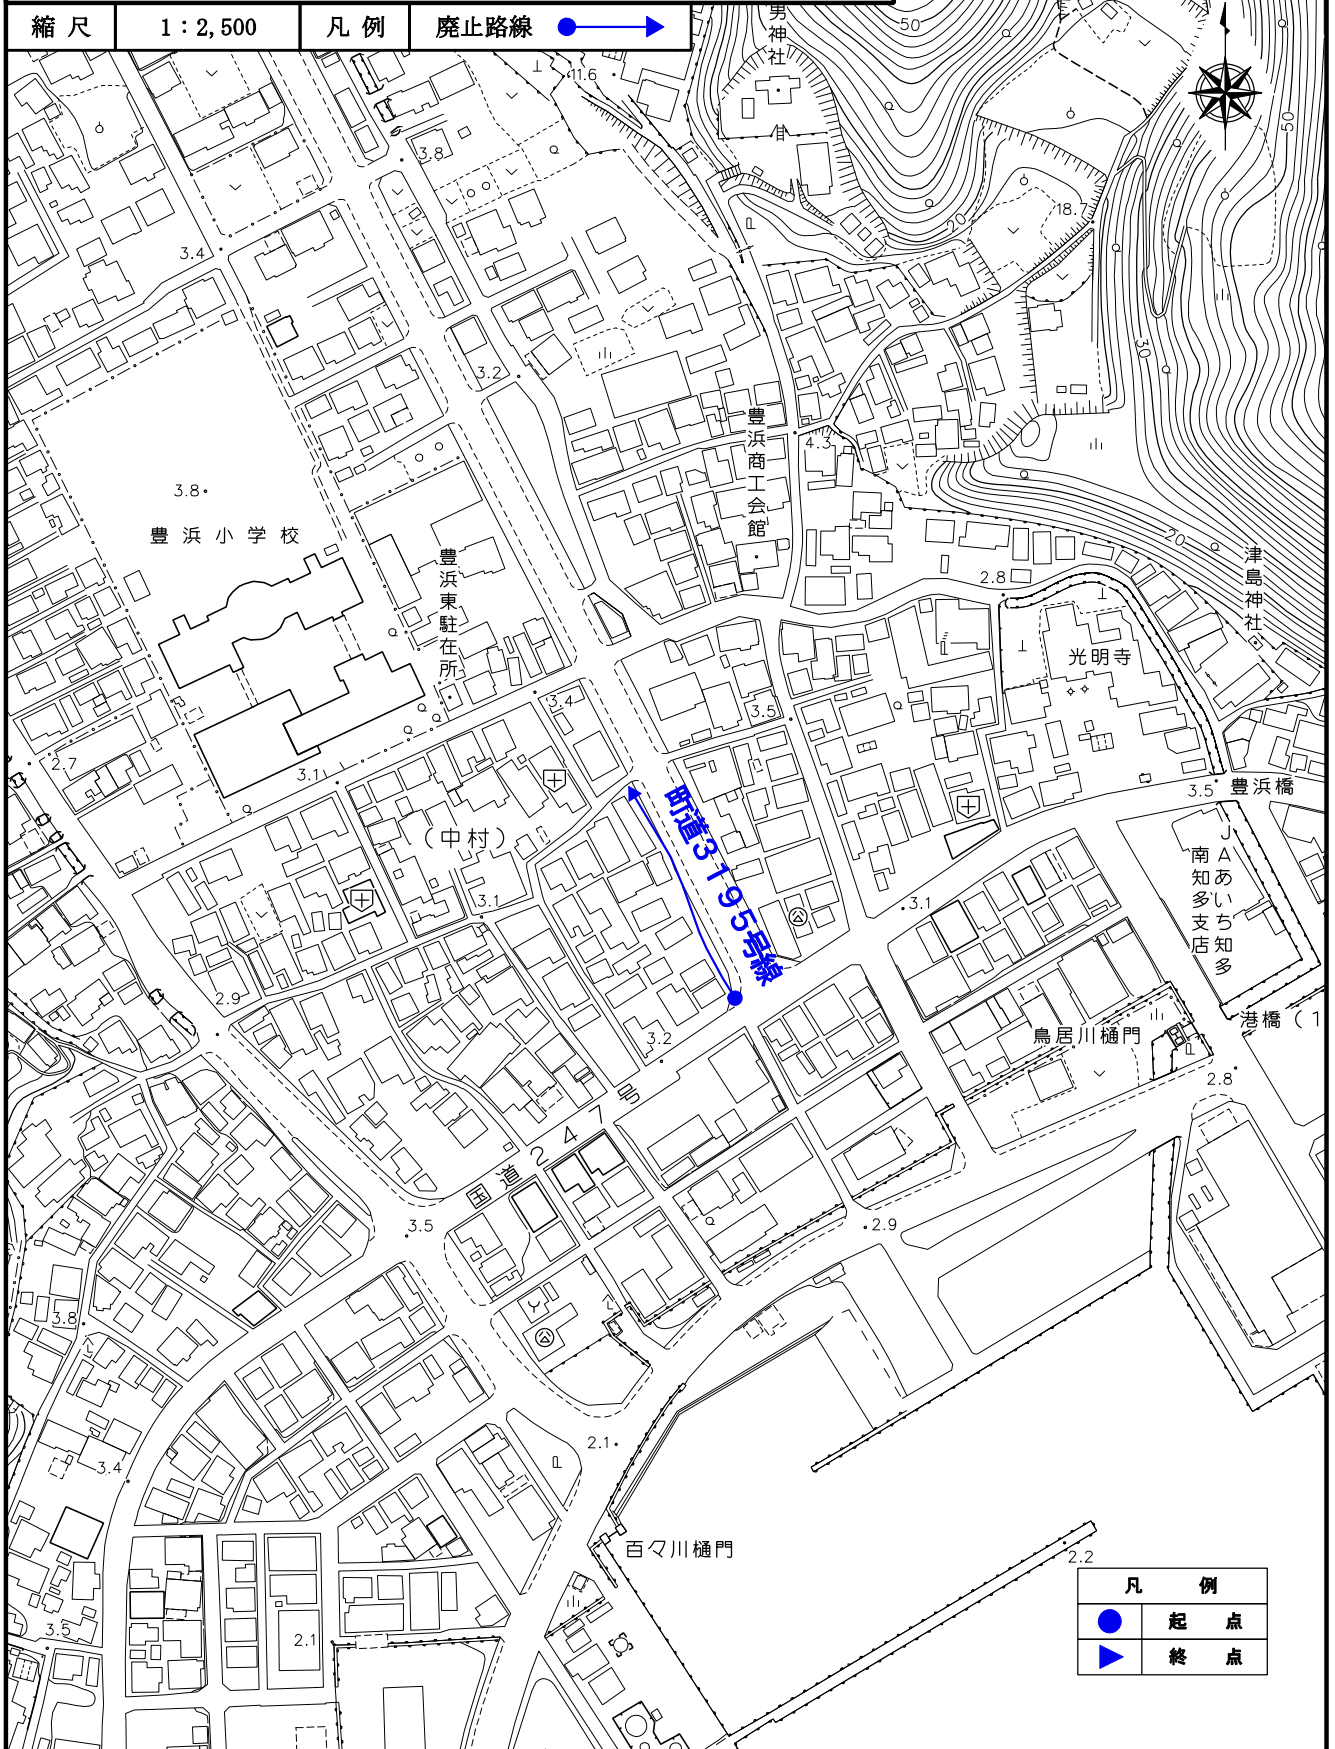 縮 尺 1：2,500 凡 例 廃止路線
男神社
50
11.6
50
3.8
18.7
20
3.4
30
3.2
豊浜商工会館
4.3
3.8
豊浜小学校
20
豊浜東駐在所
津島神社
2.8
光明寺
3.4
3.5
2.7
3.1
3.5
豊浜橋
町道3195号線
（中村）
JAあいち知多
南知多支店
3.1
3.1
2.9
港橋（1
3.2
鳥居川樋門
2.8
国道247号
3.5
2.9
3.8
2.1
3.4
百々川樋門
2.2
凡 例
起 点
終 点
3.5
2.1